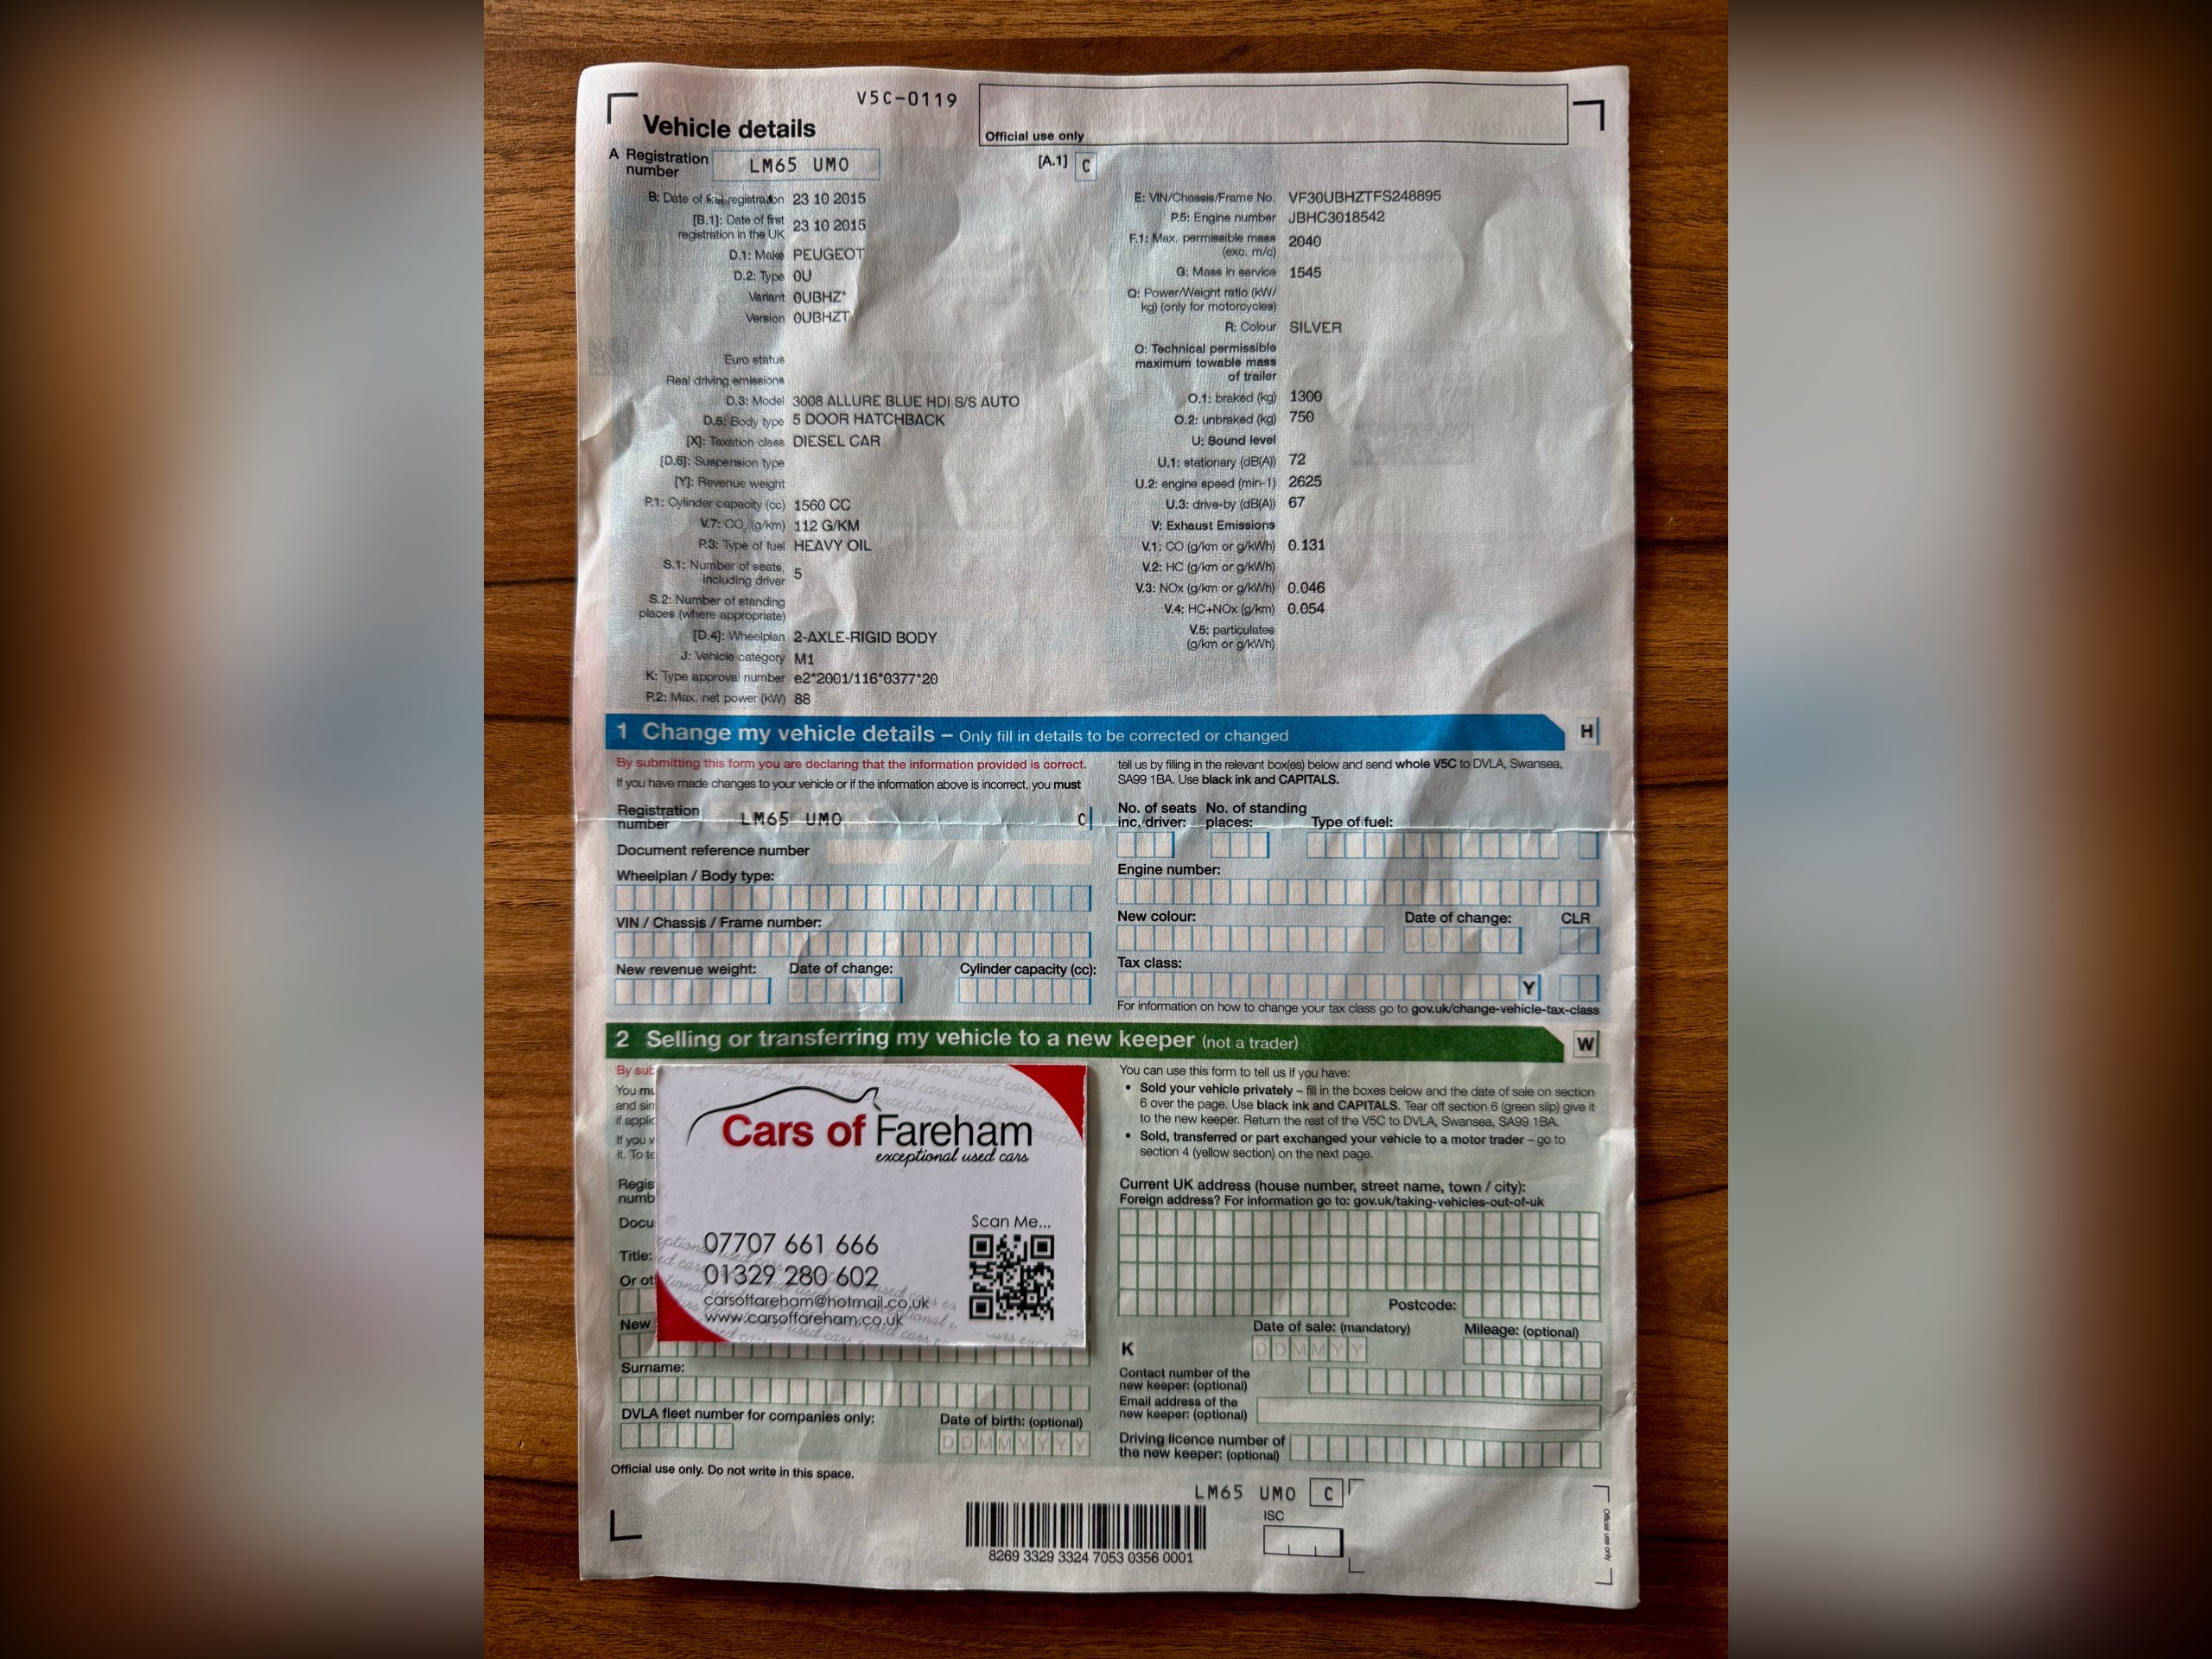 V5C-0119
Vehicle details
Official use only
A Registration number LM65 UMO
[A.1] C
B: Date of first registration 23 10 2015
[B.1]: Date of first registration in the UK 23 10 2015
D.1: Make PEUGEOT
D.2: Type 0U
Variant 0UBHZ*
Version 0UBHZT
Euro status
Real driving emissions
D.3: Model 3008 ALLURE BLUE HDI S/S AUTO
D.5: Body type 5 DOOR HATCHBACK
[X]: Taxation class DIESEL CAR
[D.6]: Suspension type
[Y]: Revenue weight
P.1: Cylinder capacity (cc) 1560 CC
V.7: CO2 (g/km) 112 G/KM
P.3: Type of fuel HEAVY OIL
S.1: Number of seats, including driver 5
S.2: Number of standing places (where appropriate)
[D.4]: Wheelplan 2-AXLE-RIGID BODY
J: Vehicle category M1
K: Type approval number e2*2001/116*0377*20
P.2: Max. net power (kW) 88
E: VIN/Chassis/Frame No. VF30UBHZTFS248895
P.5: Engine number JBHC3018542
F.1: Max. permissible mass (exc. m/c) 2040
G: Mass in service 1545
Q: Power/Weight ratio (kW/kg) (only for motorcycles)
R: Colour SILVER
O: Technical permissible maximum towable mass of trailer
O.1: braked (kg) 1300
O.2: unbraked (kg) 750
U: Sound level
U.1: stationary (dB(A)) 72
U.2: engine speed (min-1) 2625
U.3: drive-by (dB(A)) 67
V: Exhaust Emissions
V.1: CO (g/km or g/kWh) 0.131
V.2: HC (g/km or g/kWh)
V.3: NOx (g/km or g/kWh) 0.046
V.4: HC+NOx (g/km) 0.054
V.5: particulates (g/km or g/kWh)
1 Change my vehicle details – Only fill in details to be corrected or changed
H
By submitting this form you are declaring that the information provided is correct.
If you have made changes to your vehicle or if the information above is incorrect, you must
tell us by filling in the relevant box(es) below and send whole V5C to DVLA, Swansea,
SA99 1BA. Use black ink and CAPITALS.
Registration number LM65 UMO C
Document reference number
Wheelplan / Body type:
VIN / Chassis / Frame number:
New revenue weight: Date of change: Cylinder capacity (cc):
No. of seats inc. driver: No. of standing places: Type of fuel:
Engine number:
New colour: Date of change: CLR
Tax class:
Y
For information on how to change your tax class go to gov.uk/change-vehicle-tax-class
2 Selling or transferring my vehicle to a new keeper (not a trader)
W
By sub
You mu
and sin
if applic
If you v
it. To te
Regis
numb
Docu
Title:
Or ot
New
Cars of Fareham
exceptional used cars
07707 661 666
01329 280 602
carsoffareham@hotmail.co.uk
www.carsoffareham.co.uk
Scan Me...
Surname:
DVLA fleet number for companies only: Date of birth: (optional)
D D M M Y Y Y Y
Official use only. Do not write in this space.
You can use this form to tell us if you have:
• Sold your vehicle privately – fill in the boxes below and the date of sale on section
6 over the page. Use black ink and CAPITALS. Tear off section 6 (green slip) give it
to the new keeper. Return the rest of the V5C to DVLA, Swansea, SA99 1BA.
• Sold, transferred or part exchanged your vehicle to a motor trader – go to
section 4 (yellow section) on the next page.
Current UK address (house number, street name, town / city):
Foreign address? For information go to: gov.uk/taking-vehicles-out-of-uk
Postcode:
Date of sale: (mandatory) Mileage: (optional)
K D D M M Y Y
Contact number of the
new keeper: (optional)
Email address of the
new keeper: (optional)
Driving licence number of
the new keeper: (optional)
LM65 UMO C
ISC
8269 3329 3324 7053 0356 0001
Official use only